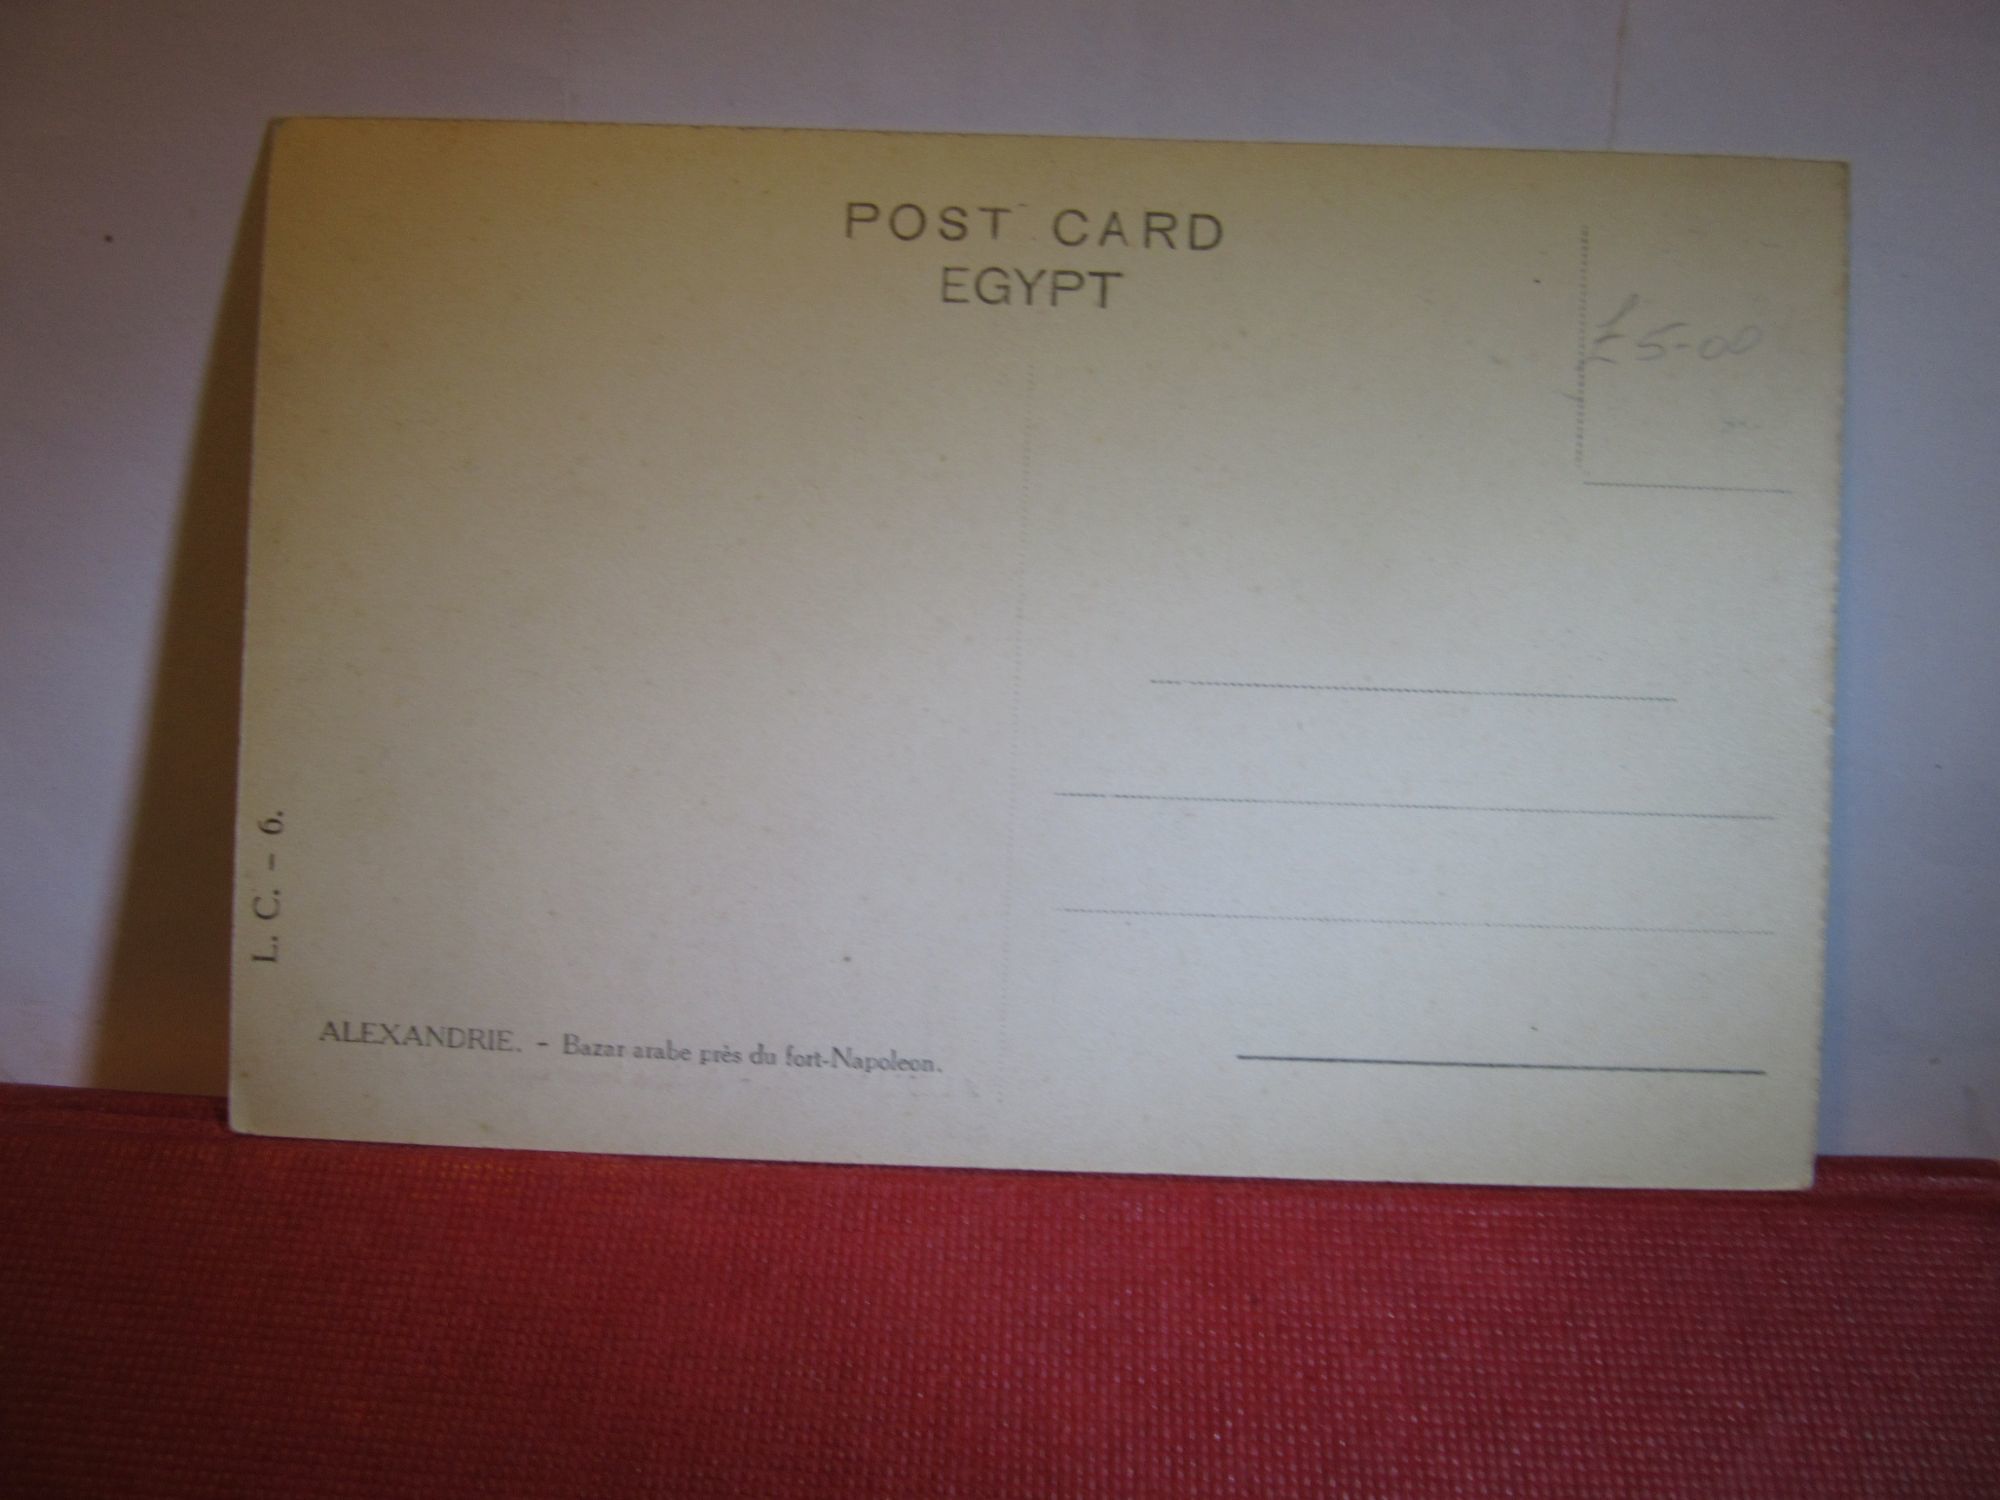 POST CARD
EGYPT
£5-00
L. C. - 6.
ALEXANDRIE. - Bazar arabe près du fort-Napoleon.